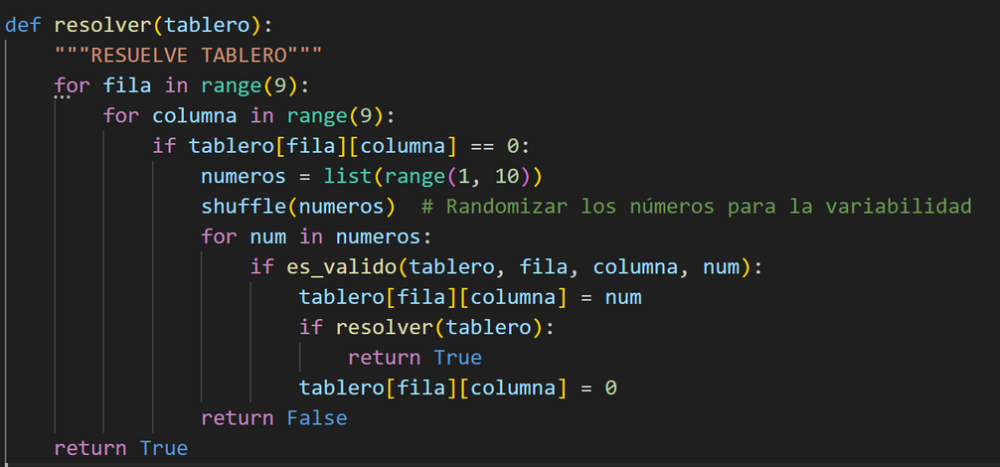 def resolver(tablero):
    """RESUELVE TABLERO"""
    for fila in range(9):
        for columna in range(9):
            if tablero[fila][columna] == 0:
                numeros = list(range(1, 10))
                shuffle(numeros)  # Randomizar los números para la variabilidad
                for num in numeros:
                    if es_valido(tablero, fila, columna, num):
                        tablero[fila][columna] = num
                        if resolver(tablero):
                            return True
                        tablero[fila][columna] = 0
                return False
    return True